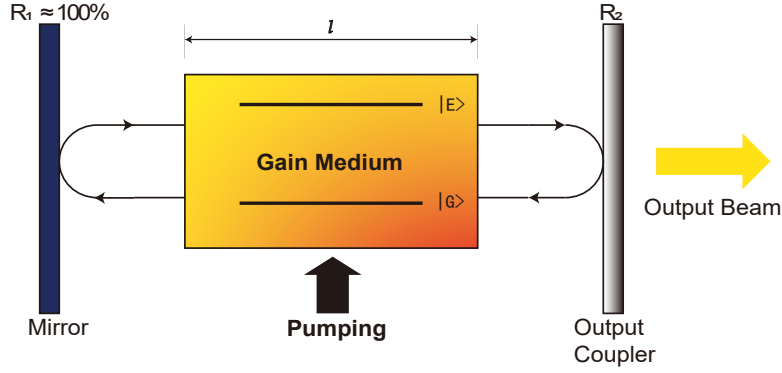 R₁ ≈ 100%
l
R₂
|E>
Gain Medium
|G>
Output Beam
Pumping
Mirror
Output
Coupler